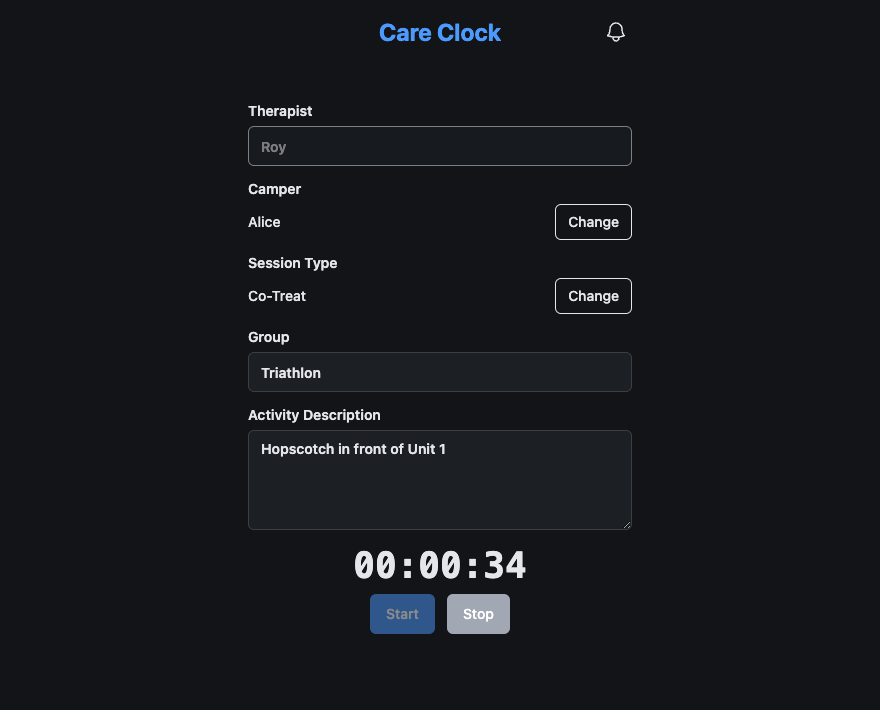 Care Clock
Therapist
Roy
Camper
Alice
Change
Session Type
Co-Treat
Change
Group
Triathlon
Activity Description
Hopscotch in front of Unit 1
00:00:34
Start
Stop